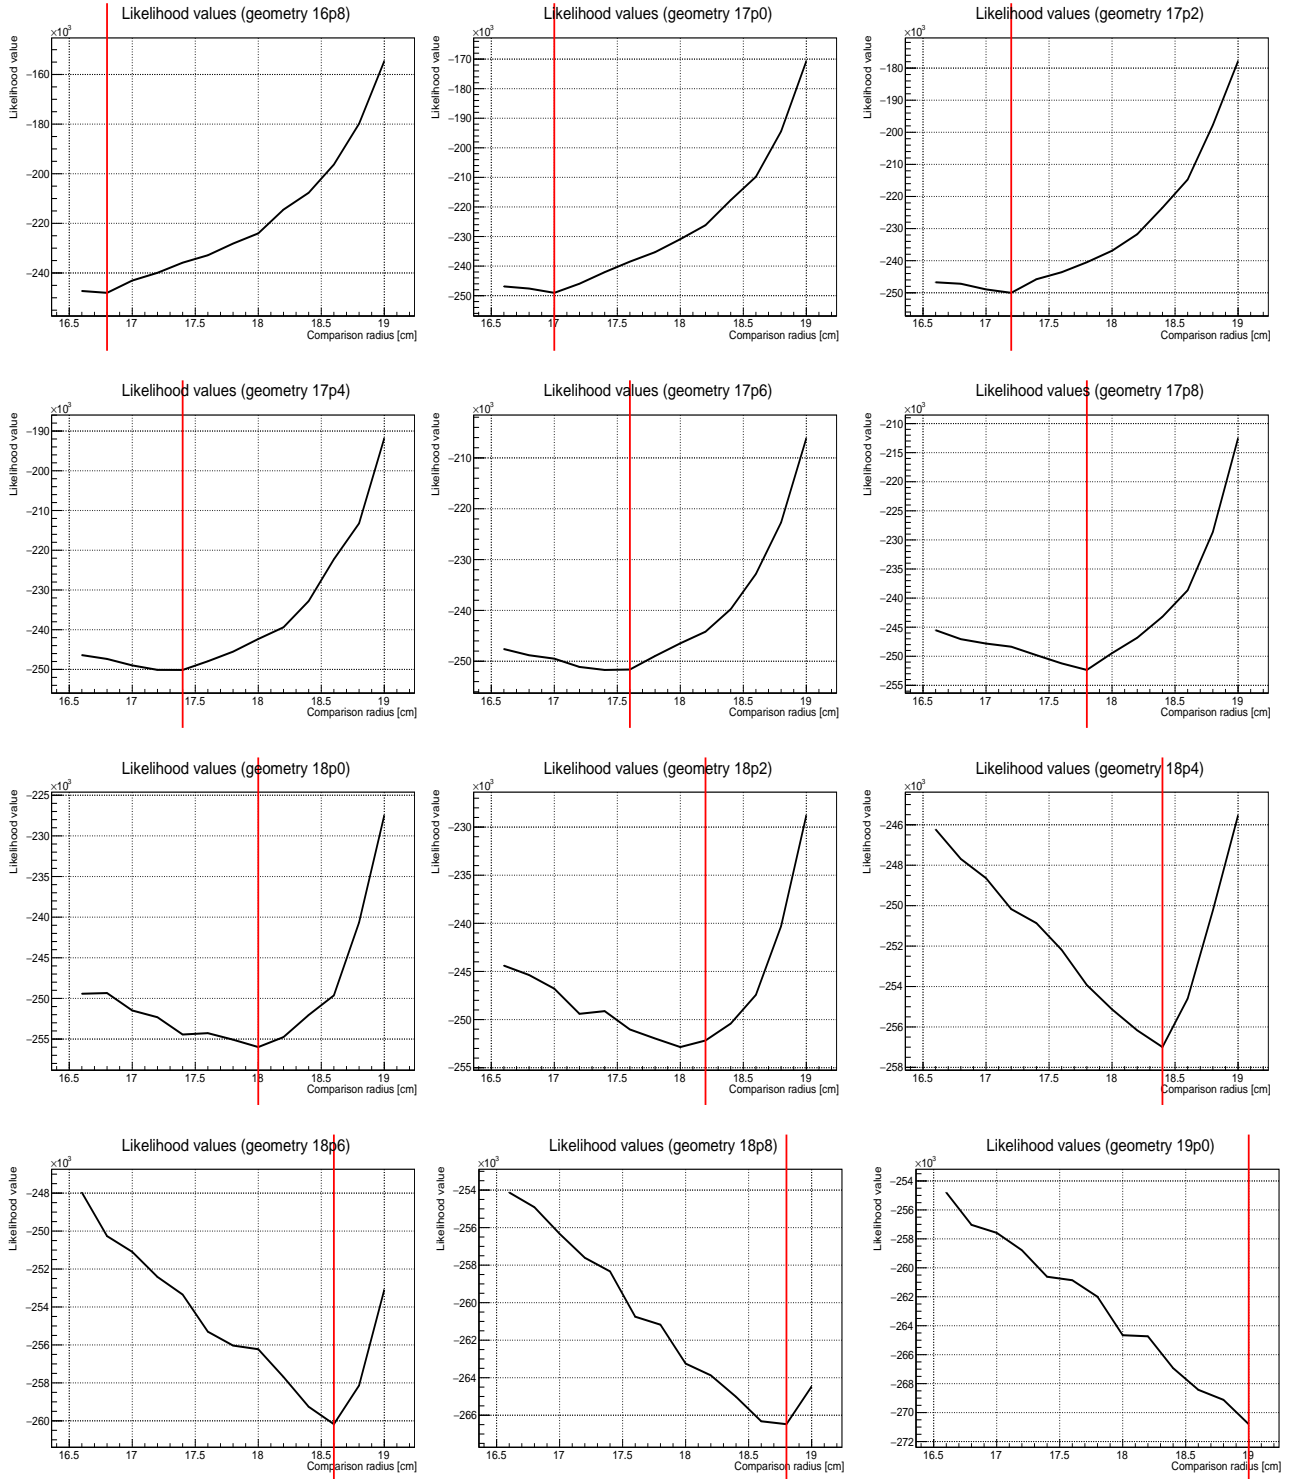 Likelihood values (geometry 16p8)
×10³
Likelihood value
−160
−180
−200
−220
−240
16.5 17 17.5 18 18.5 19
Comparison radius [cm]
Likelihood values (geometry 17p0)
×10³
Likelihood value
−170
−180
−190
−200
−210
−220
−230
−240
−250
16.5 17 17.5 18 18.5 19
Comparison radius [cm]
Likelihood values (geometry 17p2)
×10³
Likelihood value
−180
−190
−200
−210
−220
−230
−240
−250
16.5 17 17.5 18 18.5 19
Comparison radius [cm]
Likelihood values (geometry 17p4)
×10³
Likelihood value
−190
−200
−210
−220
−230
−240
−250
16.5 17 17.5 18 18.5 19
Comparison radius [cm]
Likelihood values (geometry 17p6)
×10³
Likelihood value
−210
−220
−230
−240
−250
16.5 17 17.5 18 18.5 19
Comparison radius [cm]
Likelihood values (geometry 17p8)
×10³
Likelihood value
−210
−215
−220
−225
−230
−235
−240
−245
−250
−255
16.5 17 17.5 18 18.5 19
Comparison radius [cm]
Likelihood values (geometry 18p0)
×10³
Likelihood value
−225
−230
−235
−240
−245
−250
−255
16.5 17 17.5 18 18.5 19
Comparison radius [cm]
Likelihood values (geometry 18p2)
×10³
Likelihood value
−230
−235
−240
−245
−250
−255
16.5 17 17.5 18 18.5 19
Comparison radius [cm]
Likelihood values (geometry 18p4)
×10³
Likelihood value
−246
−248
−250
−252
−254
−256
−258
16.5 17 17.5 18 18.5 19
Comparison radius [cm]
Likelihood values (geometry 18p6)
×10³
Likelihood value
−248
−250
−252
−254
−256
−258
−260
16.5 17 17.5 18 18.5 19
Comparison radius [cm]
Likelihood values (geometry 18p8)
×10³
Likelihood value
−254
−256
−258
−260
−262
−264
−266
16.5 17 17.5 18 18.5 19
Comparison radius [cm]
Likelihood values (geometry 19p0)
×10³
Likelihood value
−254
−256
−258
−260
−262
−264
−266
−268
−270
−272
16.5 17 17.5 18 18.5 19
Comparison radius [cm]